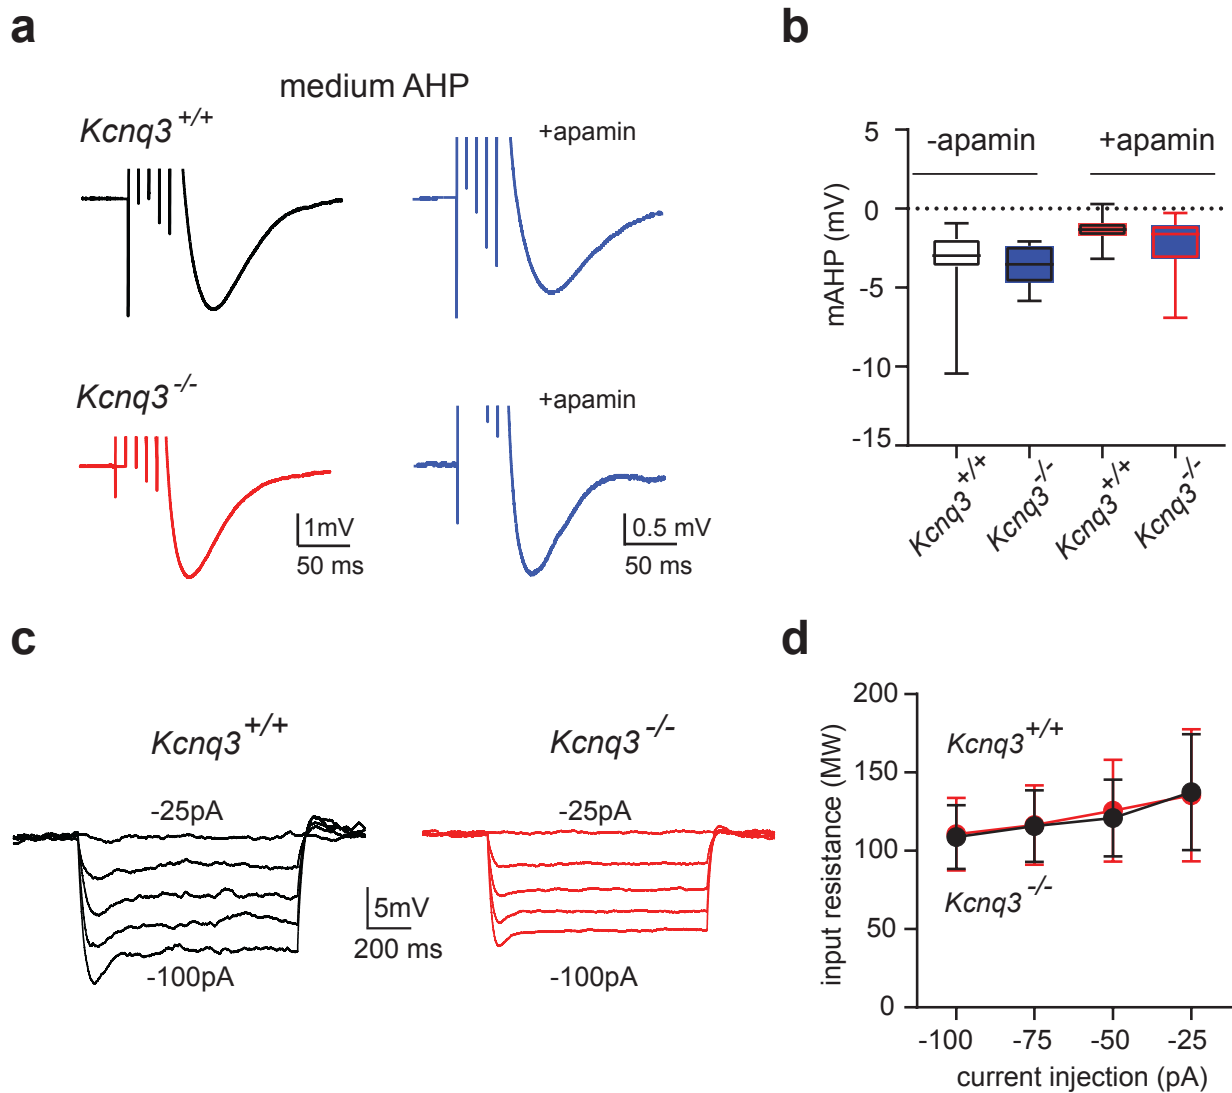 a
medium AHP
Kcnq3 +/+
+apamin
Kcnq3 -/-
+apamin
1mV
50 ms
0.5 mV
50 ms
b
5
0
-5
-10
-15
mAHP (mV)
-apamin
+apamin
Kcnq3 +/+
Kcnq3 -/-
Kcnq3 +/+
Kcnq3 -/-
c
Kcnq3 +/+
-25pA
-100pA
5mV
200 ms
Kcnq3 -/-
-25pA
-100pA
d
200
150
100
50
0
input resistance (MW)
Kcnq3 +/+
Kcnq3 -/-
-100
-75
-50
-25
current injection (pA)